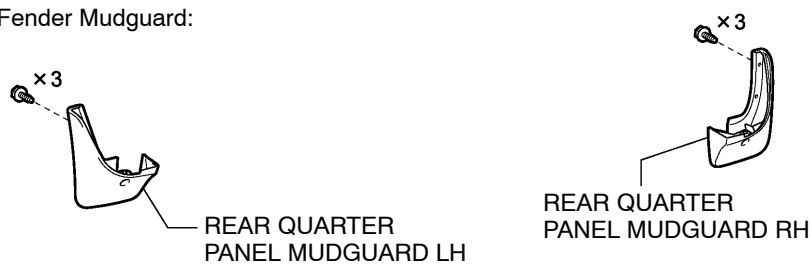 Fender Mudguard:
×3
×3
REAR QUARTER
PANEL MUDGUARD LH
REAR QUARTER
PANEL MUDGUARD RH